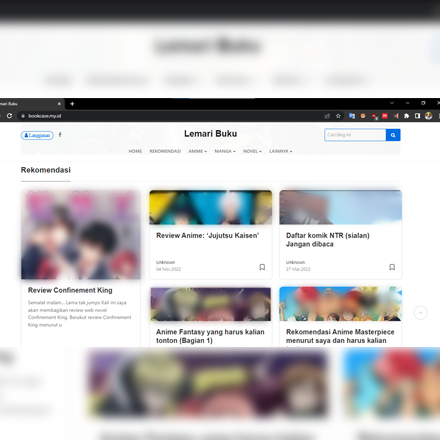 Lemari Buku
bookcase.my.id
Langganan
Lemari Buku
Cari blog ini
HOME REKOMENDASI ANIME MANGA NOVEL LAINNYA
Rekomendasi
Review Confinement King
Semalat malam... Lama tak jumpa Kali ini saya
akan membagikan review web novel
Confinement King. Berikut review Confinement
King menurut u
Review Anime: 'Jujutsu Kaisen'
Unknown
04 Nov, 2022
Daftar komik NTR (sialan)
Jangan dibaca
Unknown
27 Mar, 2022
Anime Fantasy yang harus kalian
tonton (Bagian 1)
Rekomendasi Anime Masterpiece
menurut saya dan harus kalian